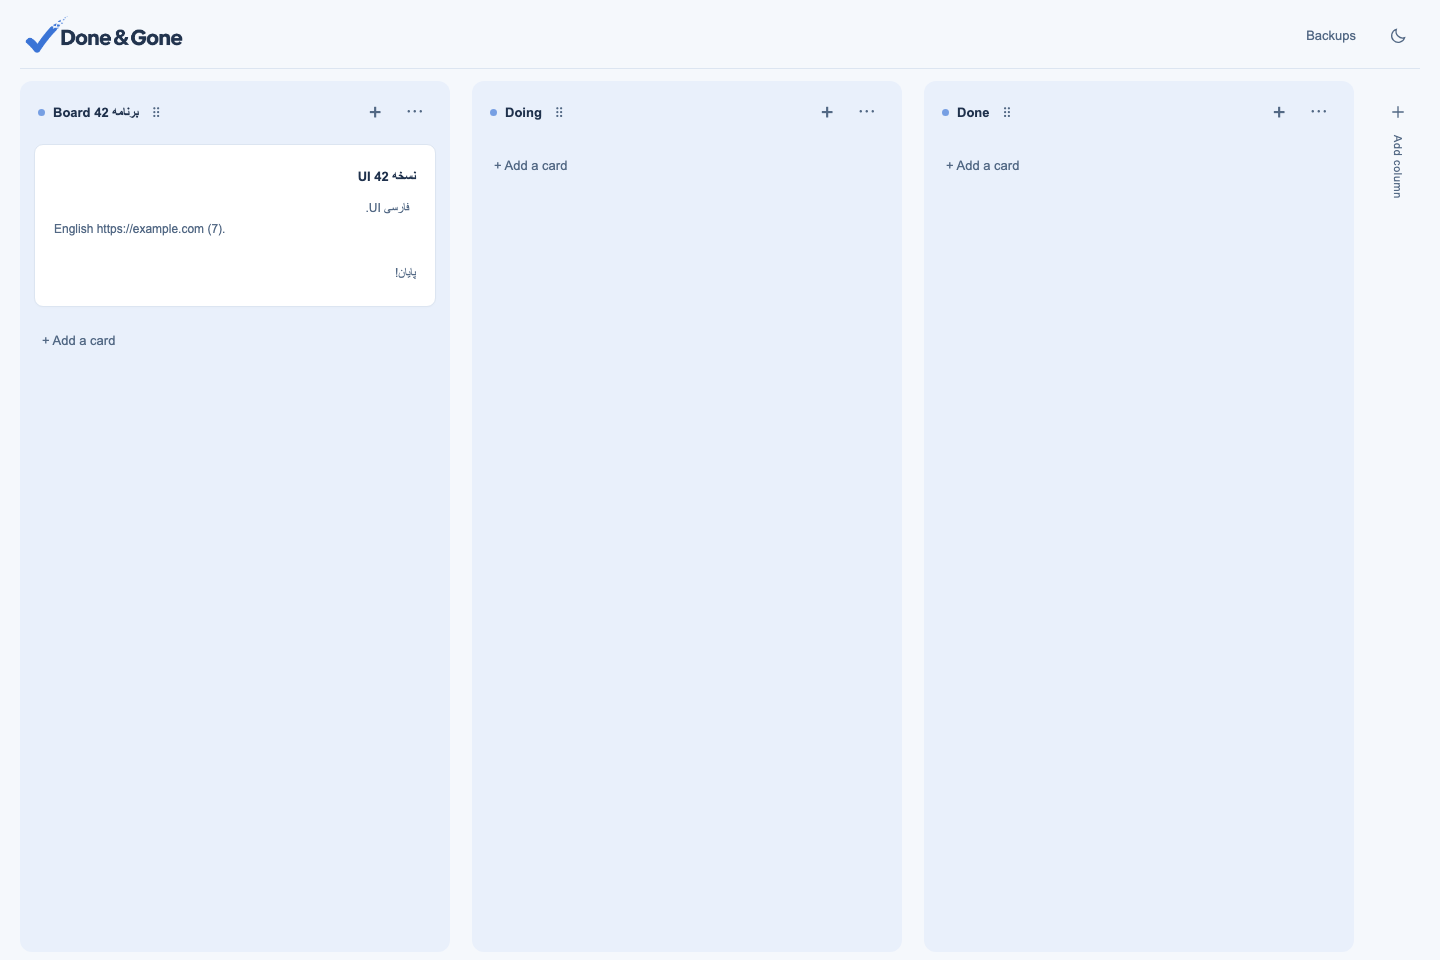 Done & Gone
Backups
برنامه Board 42
+
...
نسخه UI 42
فارسی UI.
English https://example.com (7).
پایان!
+ Add a card
Doing
+
...
+ Add a card
Done
+
...
+ Add a card
+
Add column